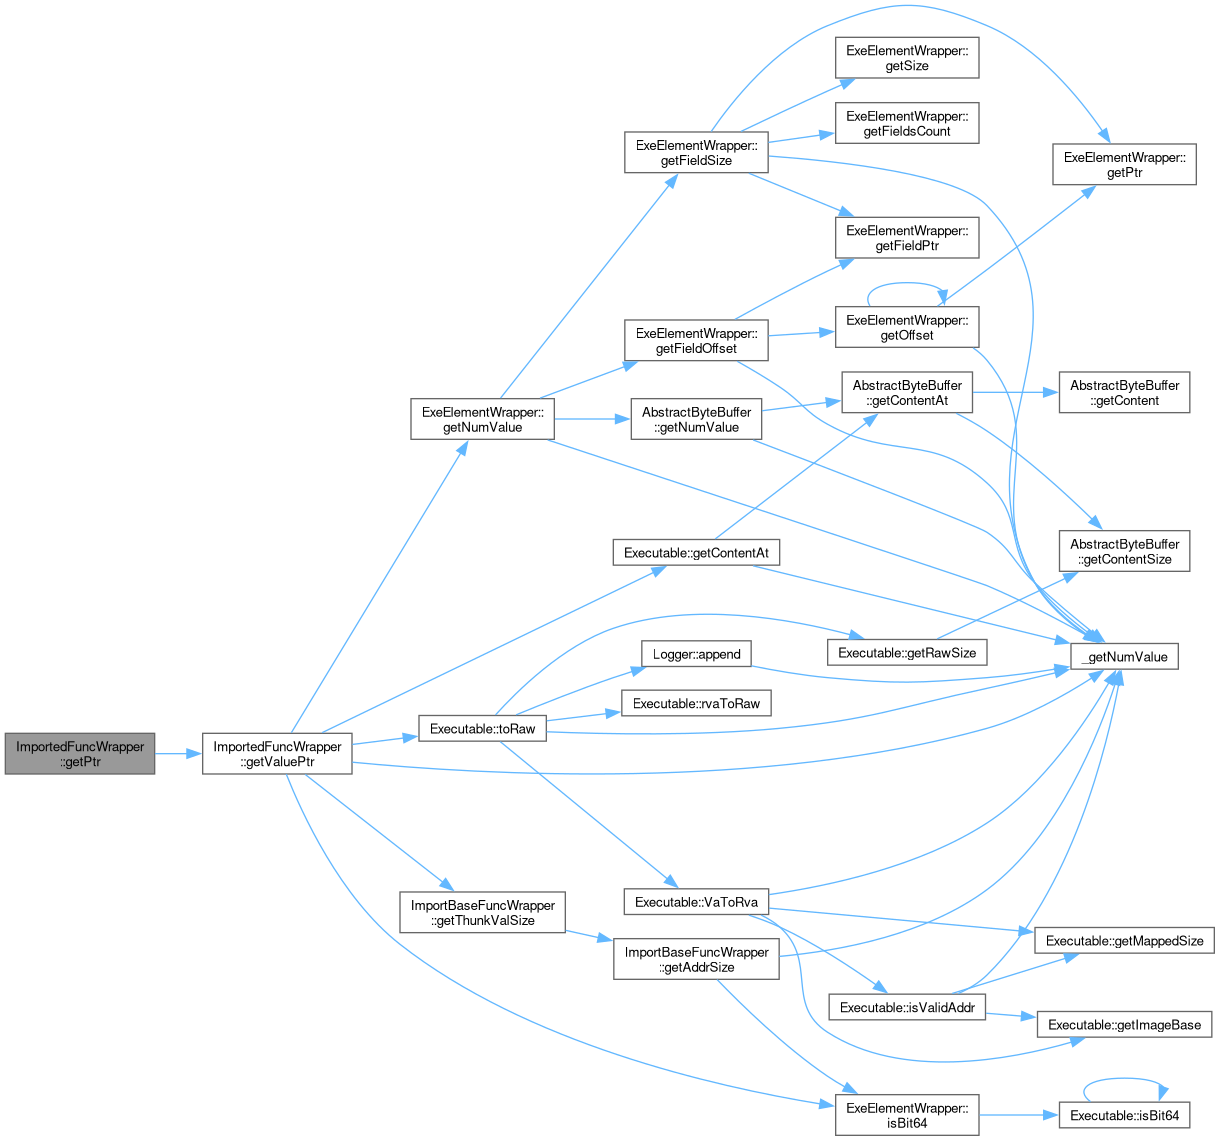 ImportedFuncWrapper
::getPtr
ImportedFuncWrapper
::getValuePtr
ExeElementWrapper::
getNumValue
Executable::toRaw
ImportBaseFuncWrapper
::getThunkValSize
ExeElementWrapper::
getFieldSize
ExeElementWrapper::
getFieldOffset
AbstractByteBuffer
::getNumValue
Executable::getContentAt
Logger::append
Executable::rvaToRaw
Executable::VaToRva
ImportBaseFuncWrapper
::getAddrSize
ExeElementWrapper::
getSize
ExeElementWrapper::
getFieldsCount
ExeElementWrapper::
getFieldPtr
ExeElementWrapper::
getOffset
AbstractByteBuffer
::getContentAt
Executable::getRawSize
Executable::isValidAddr
ExeElementWrapper::
isBit64
ExeElementWrapper::
getPtr
AbstractByteBuffer
::getContent
AbstractByteBuffer
::getContentSize
_getNumValue
Executable::getMappedSize
Executable::getImageBase
Executable::isBit64